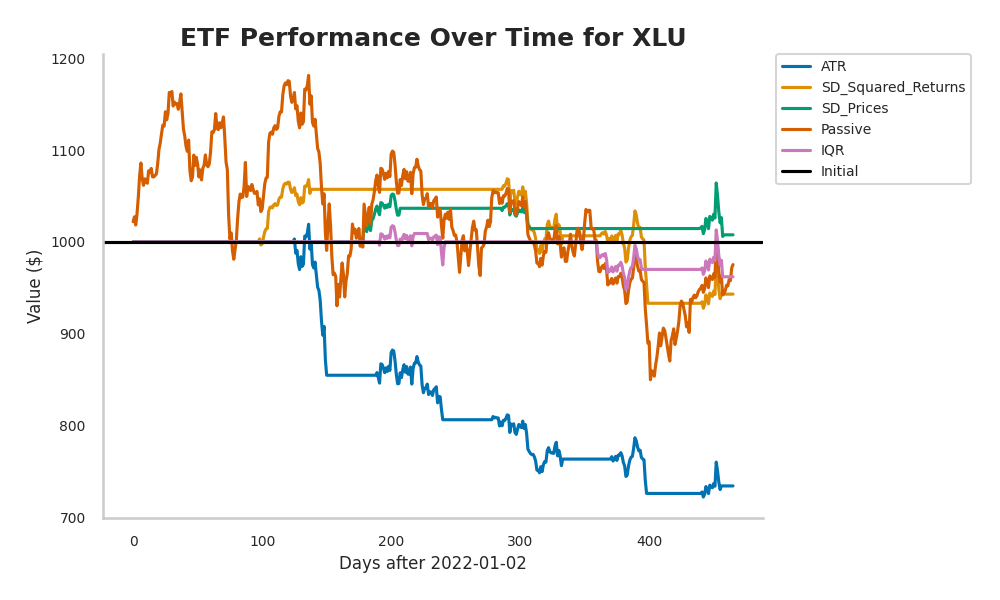 ETF Performance Over Time for XLU
1200
1100
1000
900
800
700
Value ($)
0 100 200 300 400
Days after 2022-01-02
ATR
SD_Squared_Returns
SD_Prices
Passive
IQR
Initial